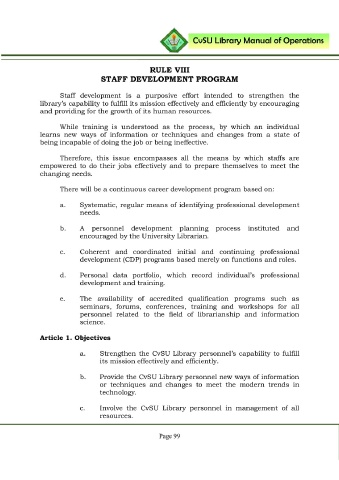 CvSU Library Manual of Operations
RULE VIII
STAFF DEVELOPMENT PROGRAM
Staff development is a purposive effort intended to strengthen the
library's capability to fulfill its mission effectively and efficiently by encouraging
and providing for the growth of its human resources.
While training is understood as the process, by which an individual
learns new ways of information or techniques and changes from a state of
being incapable of doing the job or being ineffective.
Therefore, this issue encompasses all the means by which staffs are
empowered to do their jobs effectively and to prepare themselves to meet the
changing needs.
There will be a continuous career development program based on:
a. Systematic, regular means of identifying professional development
needs.
b. A personnel development planning process instituted and
encouraged by the University Librarian.
c. Coherent and coordinated initial and continuing professional
development (CDP) programs based merely on functions and roles.
d. Personal data portfolio, which record individual's professional
development and training.
e. The availability of accredited qualification programs such as
seminars, forums, conferences, training and workshops for all
personnel related to the field of librarianship and information
science.
Article 1. Objectives
a. Strengthen the CvSU Library personnel's capability to fulfill
its mission effectively and efficiently.
b. Provide the CvSU Library personnel new ways of information
or techniques and changes to meet the modern trends in
technology.
c. Involve the CvSU Library personnel in management of all
resources.
Page 99